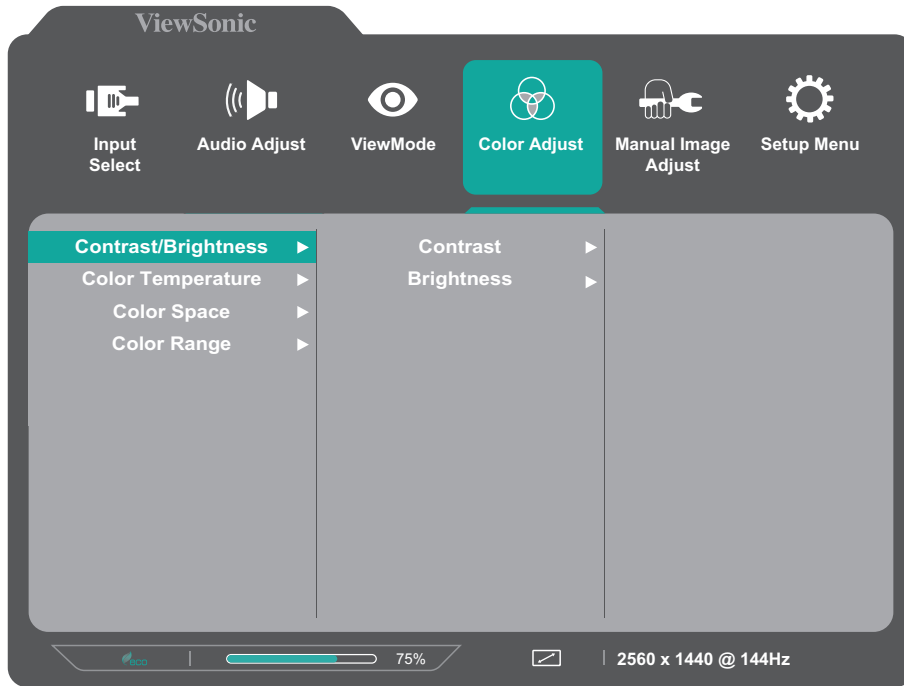 ViewSonic
Input
Select
Audio Adjust
ViewMode
Color Adjust
Manual Image
Adjust
Setup Menu
Contrast/Brightness
Color Temperature
Color Space
Color Range
Contrast
Brightness
eco
75%
2560 x 1440 @ 144Hz